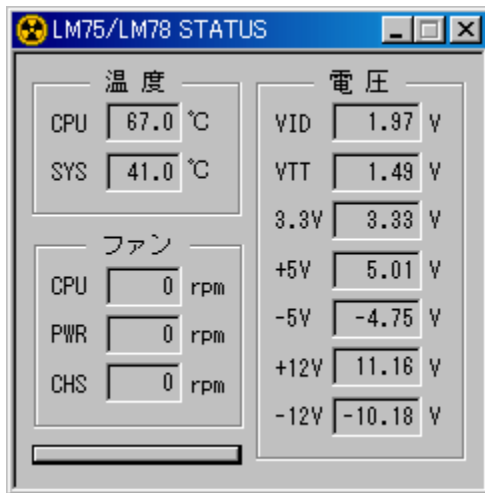 LM75/LM78 STATUS
温度
CPU 67.0 ℃
SYS 41.0 ℃
ファン
CPU 0 rpm
PWR 0 rpm
CHS 0 rpm
電圧
VID 1.97 V
VTT 1.49 V
3.3V 3.33 V
+5V 5.01 V
-5V -4.75 V
+12V 11.16 V
-12V -10.18 V